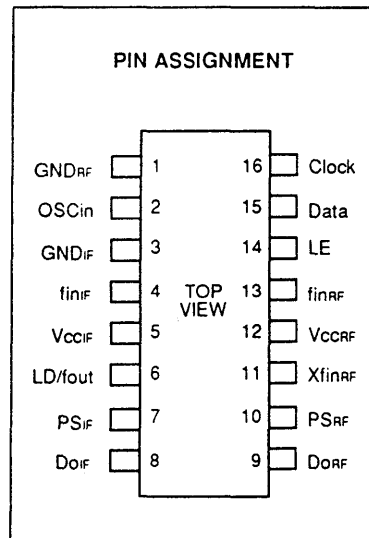 PIN ASSIGNMENT
GNDRF 1 16 Clock
OSCin 2 15 Data
GNDIF 3 14 LE
finIF 4 TOP VIEW 13 finRF
VccIF 5 12 VccRF
LD/fout 6 11 XfinRF
PSIF 7 10 PSRF
DoIF 8 9 DoRF